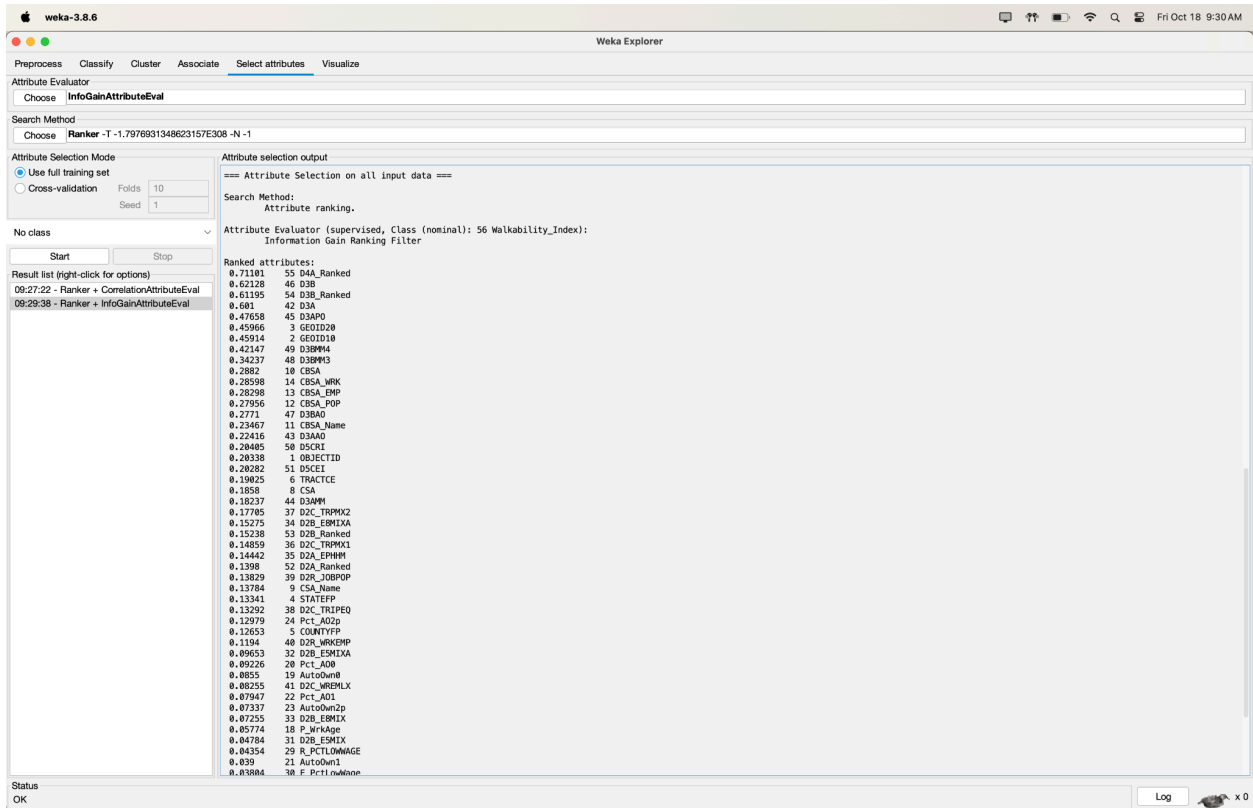 weka-3.8.6 Fri Oct 18 9:30 AM
Weka Explorer
Preprocess Classify Cluster Associate Select attributes Visualize
Attribute Evaluator
Choose InfoGainAttributeEval
Search Method
Choose Ranker -T -1.7976931348623157E308 -N -1
Attribute Selection Mode
Use full training set
Cross-validation Folds 10
Seed 1
No class
Start Stop
Result list (right-click for options)
09:27:22 - Ranker + CorrelationAttributeEval
09:29:38 - Ranker + InfoGainAttributeEval
Attribute selection output
=== Attribute Selection on all input data ===
Search Method:
Attribute ranking.
Attribute Evaluator (supervised, Class (nominal): 56 Walkability_Index):
Information Gain Ranking Filter
Ranked attributes:
0.71101 55 D4A_Ranked
0.62128 46 D3B
0.61195 54 D3B_Ranked
0.601 42 D3A
0.47658 45 D3APO
0.45966 3 GEOID20
0.45914 2 GEOID10
0.42147 49 D3BMM4
0.34237 48 D3BMM3
0.2882 10 CBSA
0.28598 14 CBSA_WRK
0.28298 13 CBSA_EMP
0.27956 12 CBSA_POP
0.2771 47 D3BAO
0.23467 11 CBSA_Name
0.22416 43 D3AAO
0.20405 50 D5CRI
0.20338 1 OBJECTID
0.20282 51 D5CEI
0.19025 6 TRACTCE
0.1858 8 CSA
0.18237 44 D3AMM
0.17705 37 D2C_TRPMX2
0.15275 34 D2B_E8MIXA
0.15238 53 D2B_Ranked
0.14859 36 D2C_TRPMX1
0.14442 35 D2A_EPHHM
0.1398 52 D2A_Ranked
0.13829 39 D2R_JOBPOP
0.13784 9 CSA_Name
0.13341 4 STATEFP
0.13292 38 D2C_TRIPEQ
0.12979 24 Pct_AO2p
0.12653 5 COUNTYFP
0.1194 40 D2R_WRKEMP
0.09653 32 D2B_E5MIXA
0.09226 20 Pct_AO0
0.0855 19 AutoOwn0
0.08255 41 D2C_WREMLX
0.07947 22 Pct_AO1
0.07337 23 AutoOwn2p
0.07255 33 D2B_E8MIX
0.05774 18 P_WrkAge
0.04784 31 D2B_E5MIX
0.04354 29 R_PCTLOWWAGE
0.039 21 AutoOwn1
0.03804 30 E_PctLowWage
Status
OK
Log x 0